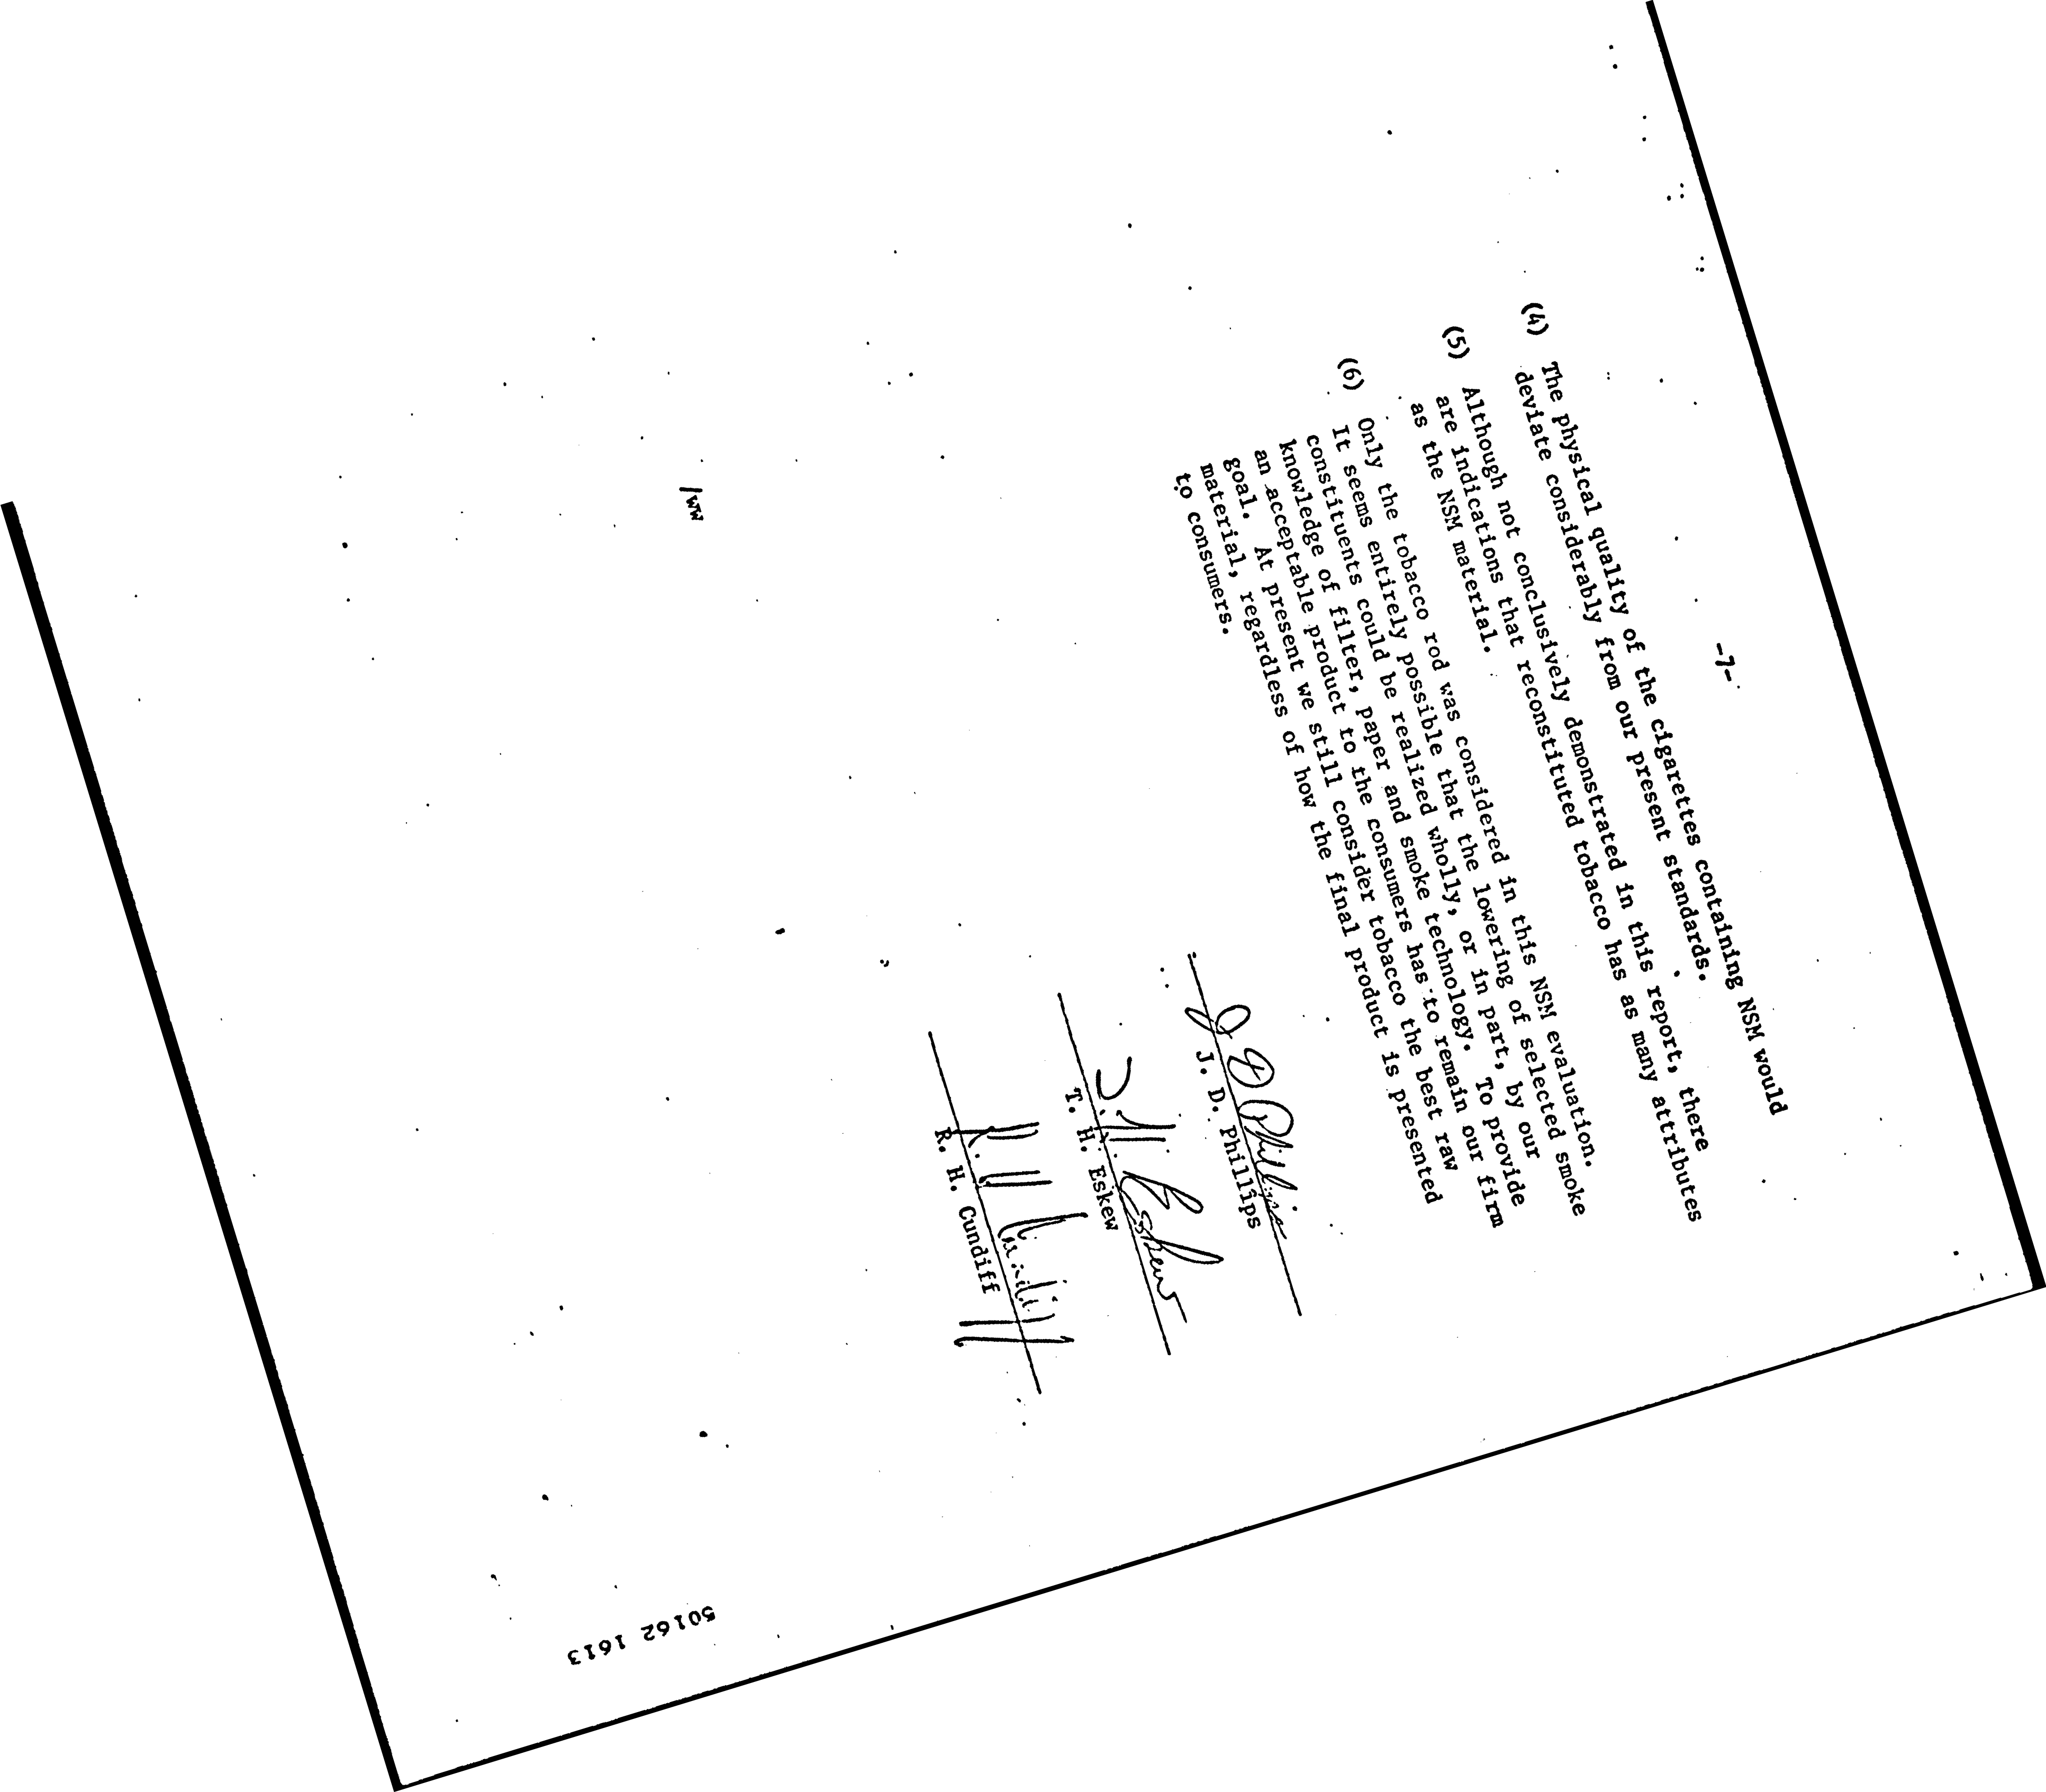 -7-
(4) The physical quality of the cigarettes containing NSM would
deviate considerably from our present standards.
(5) Although not conclusively demonstrated in this report, there
are indications that reconstituted tobacco has as many attributes
as the NSM material.
(6) Only the tobacco rod was considered in this NSM evaluation.
It seems entirely possible that the lowering of selected smoke
constituents could be realized wholly, or in part, by our
knowledge of filter, paper and smoke technology. To provide
an acceptable product to the consumers has to remain our firm
goal. At present we still consider tobacco the best raw
material, regardless of how the final product is presented
to consumers.
J D Phillips
J. D. Phillips
T. H. Eskew
T. H. Eskew
R. H. Cundiff
R. H. Cundiff
/ww
50162 1613